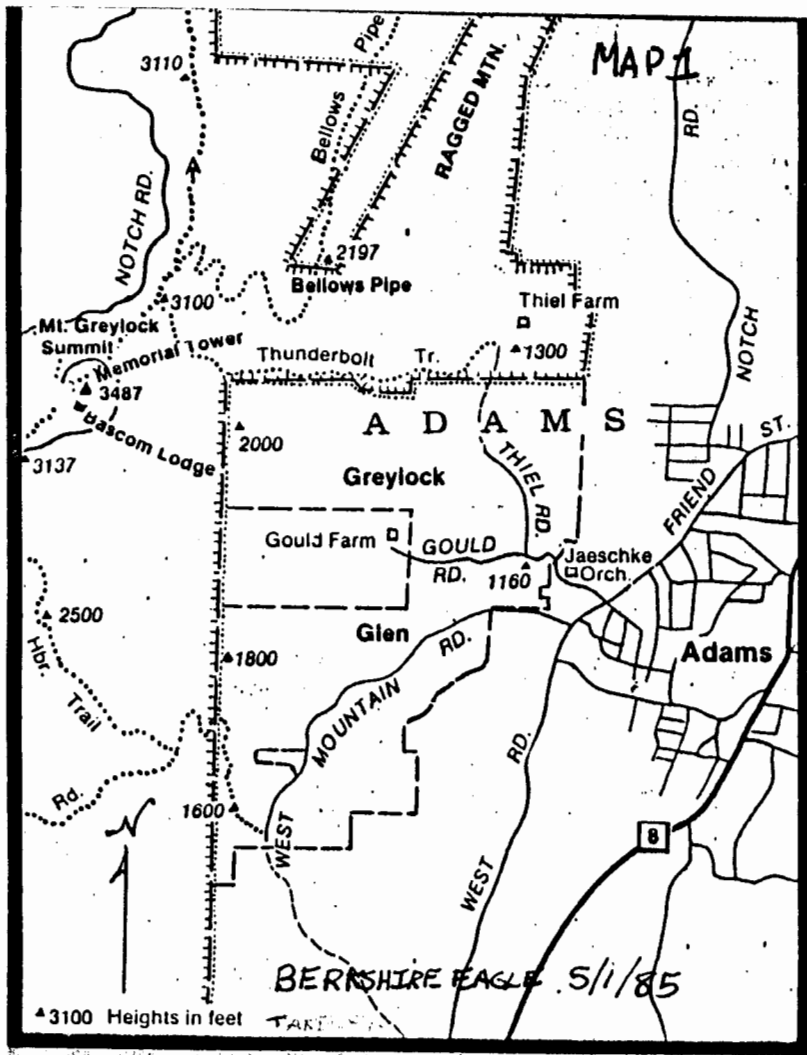 MAP 1
3110
Pipe
Bellows
RAGGED MTN.
RD.
NOTCH RD.
2197
Bellows Pipe
3100
Thiel Farm
NOTCH
Mt. Greylock
Summit
Memorial Tower
Thunderbolt Tr.
1300
3487
Bascom Lodge
ADAMS
2000
ST.
3137
THIEL RD.
Greylock
FRIEND
Gould Farm
GOULD
RD.
Jaeschke
Orch.
1160
2500
Hbr.
Trail
Glen
RD.
Adams
1800
MOUNTAIN
RD.
Rd.
1600
WEST
8
WEST
N
BERKSHIRE EAGLE 5/1/85
3100 Heights in feet